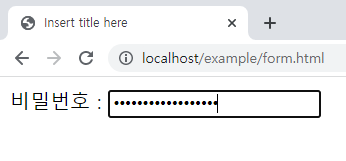 Insert title here
localhost/example/form.html
비밀번호 : ••••••••••••••••••